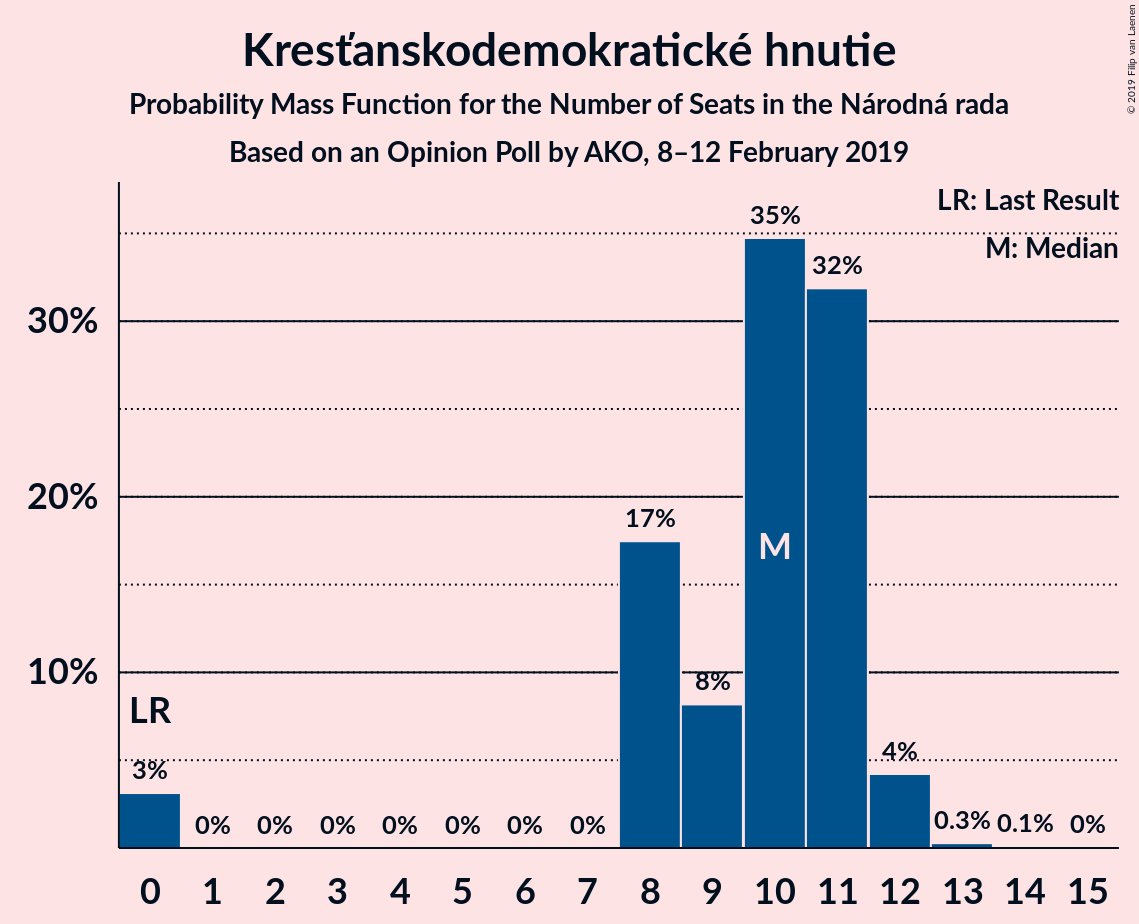 Kresťanskodemokratické hnutie
Probability Mass Function for the Number of Seats in the Národná rada
Based on an Opinion Poll by AKO, 8–12 February 2019
© 2019 Filip van Laenen
LR: Last Result
M: Median
35%
32%
30%
20%
17%
M
10%
8%
LR
4%
3%
0% 0% 0% 0% 0% 0% 0% 0.3% 0.1% 0%
0 1 2 3 4 5 6 7 8 9 10 11 12 13 14 15